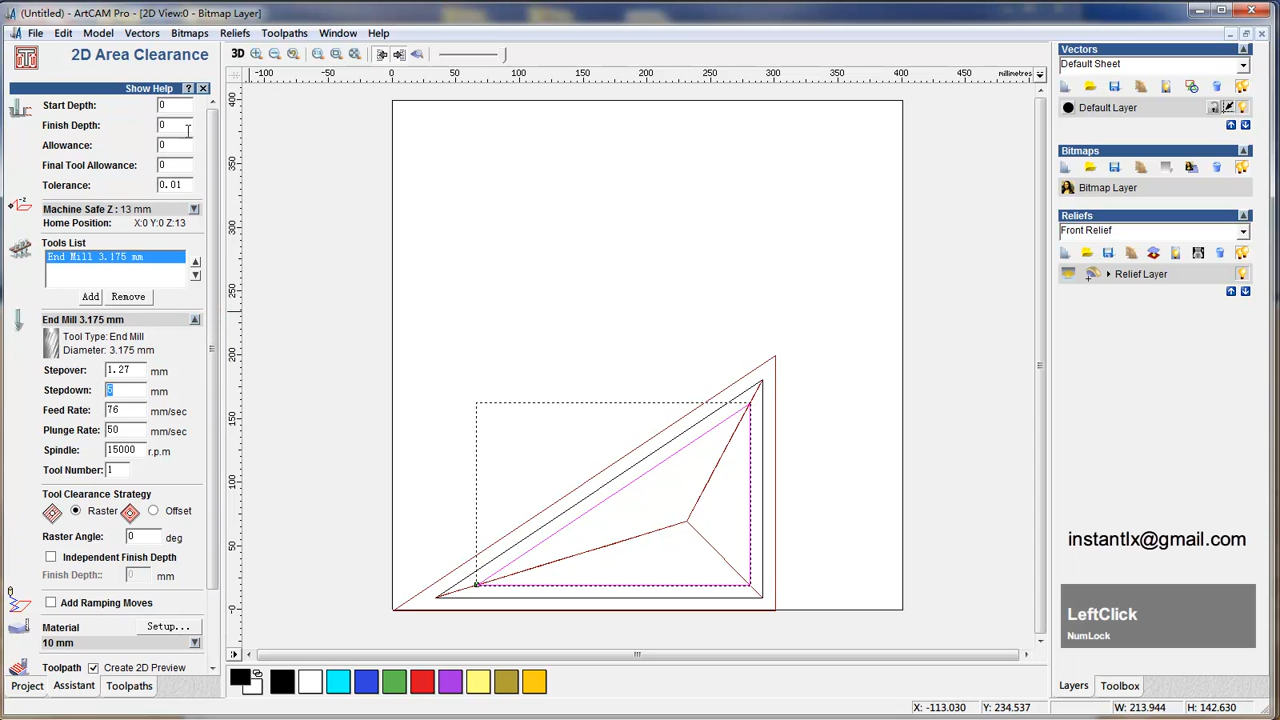 (Untitled) - ArtCAM Pro - [2D View:0 - Bitmap Layer]
File Edit Model Vectors Bitmaps Reliefs Toolpaths Window Help
2D Area Clearance
3D
Show Help ? X
Start Depth: 0
Finish Depth: 0
Allowance: 0
Final Tool Allowance: 0
Tolerance: 0.01
Machine Safe Z : 13 mm
Home Position: X:0 Y:0 Z:13
Tools List
End Mill 3.175 mm
Add Remove
End Mill 3.175 mm
Tool Type: End Mill
Diameter: 3.175 mm
Stepover: 1.27 mm
Stepdown: mm
Feed Rate: 76 mm/sec
Plunge Rate: 50 mm/sec
Spindle: 15000 r.p.m
Tool Number: 1
Tool Clearance Strategy
Raster Offset
Raster Angle: 0 deg
Independent Finish Depth
Finish Depth:: 0 mm
Add Ramping Moves
Material Setup...
10 mm
Toolpath Create 2D Preview
Project Assistant Toolpaths
-100 -50 0 50 100 150 200 250 300 350 400 450 millimetres
400
350
300
250
200
150
100
50
-0
Vectors
Default Sheet
Default Layer
Bitmaps
Bitmap Layer
Reliefs
Front Relief
Relief Layer
instantlx@gmail.com
LeftClick
NumLock
Layers Toolbox
X: -113.030 Y: 234.537 W: 213.944 H: 142.630